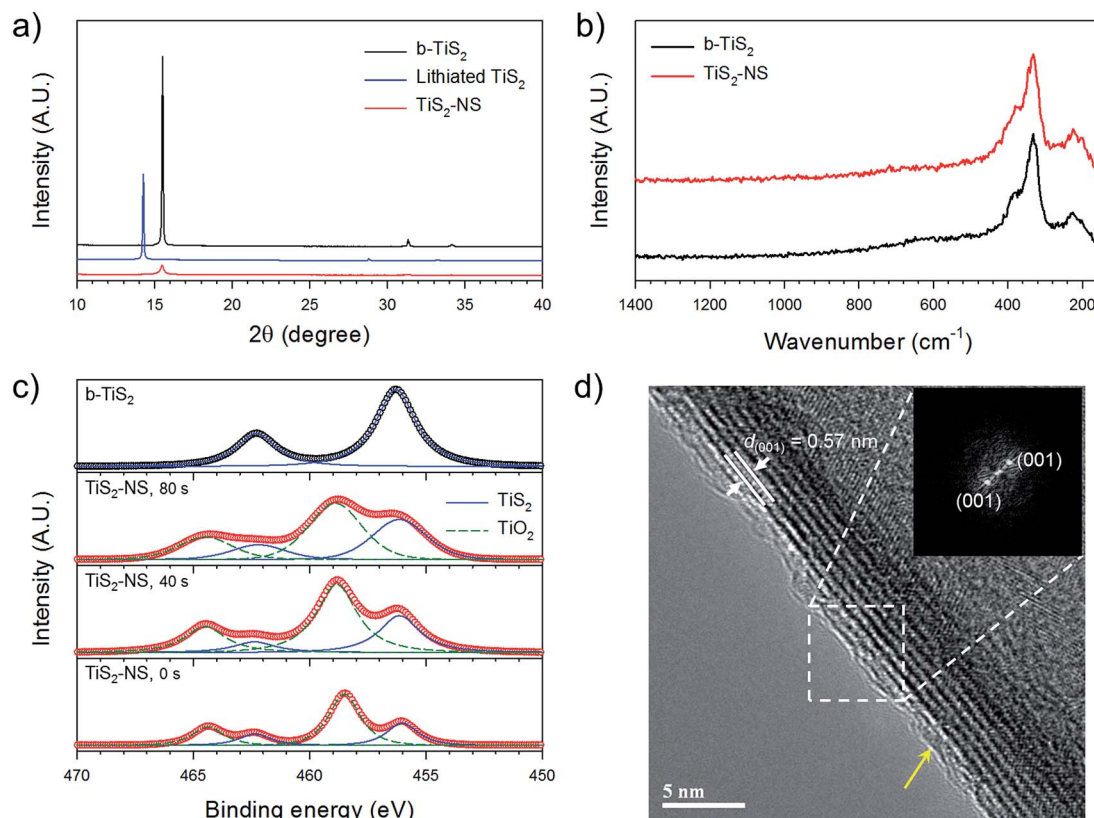 a)
Intensity (A.U.)
b-TiS₂
Lithiated TiS₂
TiS₂-NS
10 15 20 25 30 35 40
2θ (degree)
b)
Intensity (A.U.)
b-TiS₂
TiS₂-NS
1400 1200 1000 800 600 400 200
Wavenumber (cm⁻¹)
c)
Intensity (A.U.)
b-TiS₂
TiS₂-NS, 80 s
TiS₂
TiO₂
TiS₂-NS, 40 s
TiS₂-NS, 0 s
470 465 460 455 450
Binding energy (eV)
d)
d(001) = 0.57 nm
(001)
(001)
5 nm